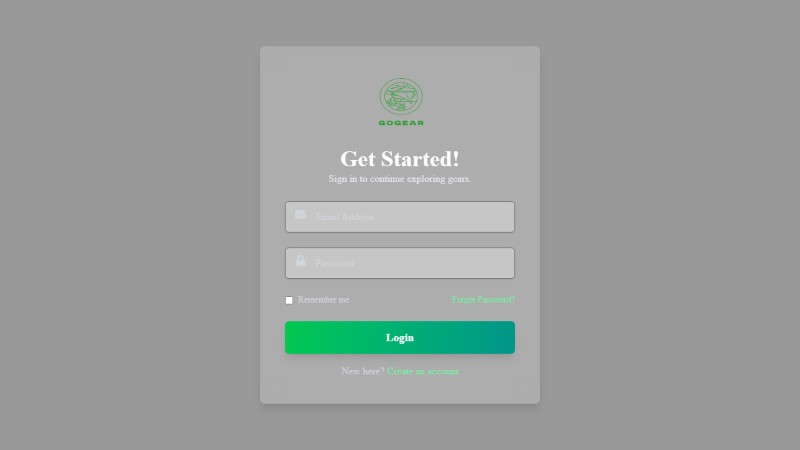 GOGEAR
Get Started!
Sign in to continue exploring gears.
Email Address
Password
Remember me
Forgot Password?
Login
New here? Create an account